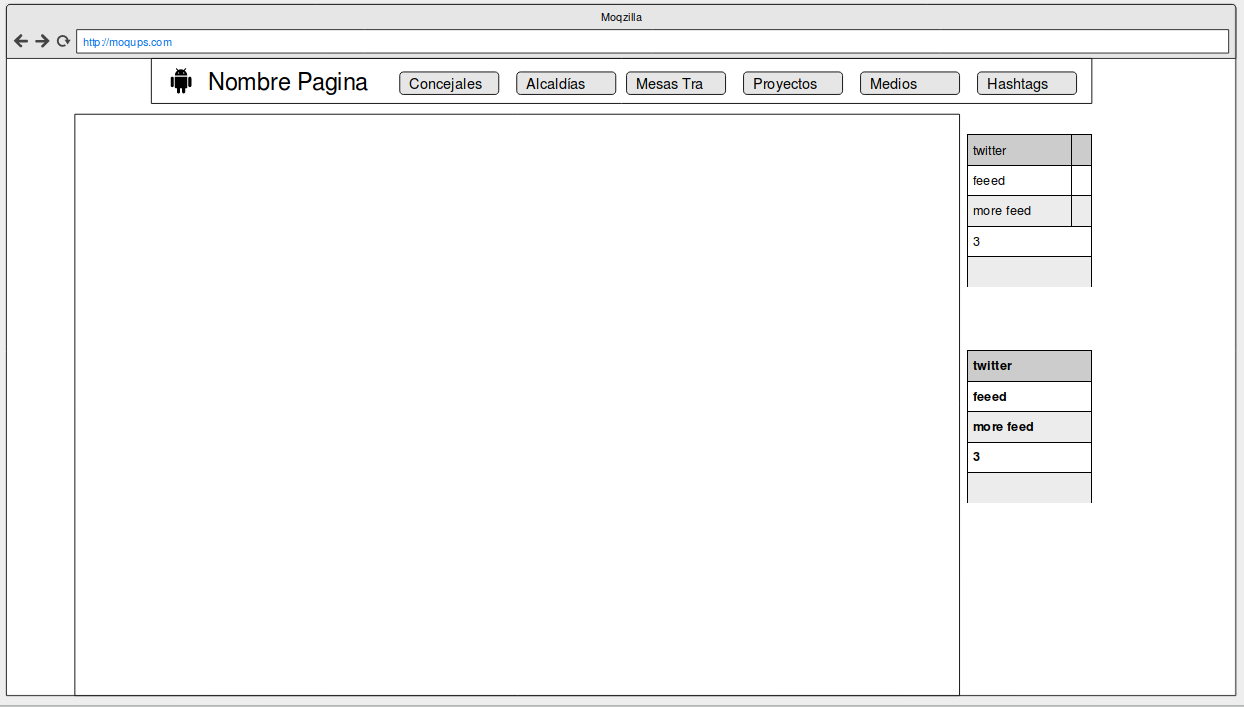 Moqzilla
http://moqups.com
Nombre Pagina Concejales Alcaldías Mesas Tra Proyectos Medios Hashtags
twitter
feeed
more feed
3
twitter
feeed
more feed
3